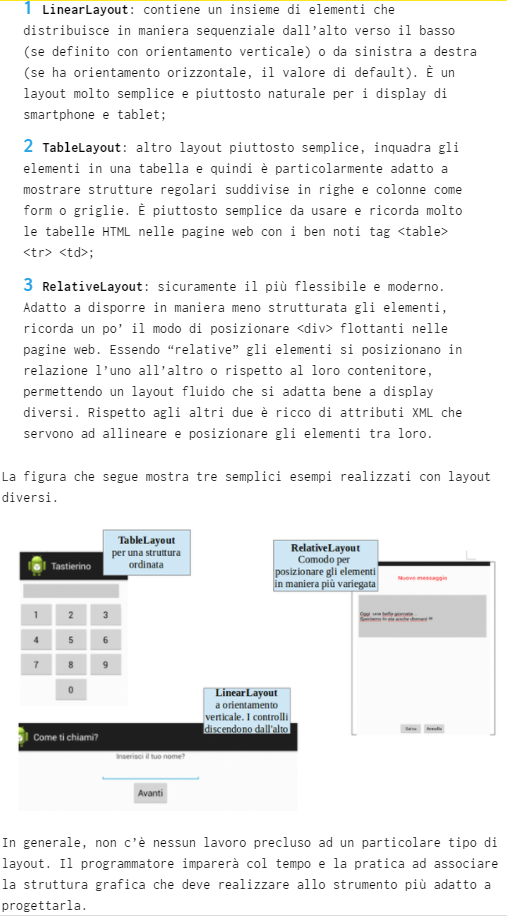 1 LinearLayout: contiene un insieme di elementi che
distribuisce in maniera sequenziale dall'alto verso il basso
(se definito con orientamento verticale) o da sinistra a destra
(se ha orientamento orizzontale, il valore di default). È un
layout molto semplice e piuttosto naturale per i display di
smartphone e tablet;
2 TableLayout: altro layout piuttosto semplice, inquadra gli
elementi in una tabella e quindi è particolarmente adatto a
mostrare strutture regolari suddivise in righe e colonne come
form o griglie. È piuttosto semplice da usare e ricorda molto
le tabelle HTML nelle pagine web con i ben noti tag <table>
<tr> <td>;
3 RelativeLayout: sicuramente il più flessibile e moderno.
Adatto a disporre in maniera meno strutturata gli elementi,
ricorda un po' il modo di posizionare <div> flottanti nelle
pagine web. Essendo “relative” gli elementi si posizionano in
relazione l'uno all'altro o rispetto al loro contenitore,
permettendo un layout fluido che si adatta bene a display
diversi. Rispetto agli altri due è ricco di attributi XML che
servono ad allineare e posizionare gli elementi tra loro.
La figura che segue mostra tre semplici esempi realizzati con layout
diversi.
TableLayout
per una struttura
ordinata
Tastierino
1 2 3
4 5 6
7 8 9
0
RelativeLayout
Comodo per
posizionare gli elementi
in maniera più variegata
Nuovo messaggio
Oggi una bella giornata
Speriamo lo sia anche domani
Salva Annulla
LinearLayout
a orientamento
verticale. I controlli
discendono dall'alto
Come ti chiami?
Inserisci il tuo nome?
Avanti
In generale, non c'è nessun lavoro precluso ad un particolare tipo di
layout. Il programmatore imparerà col tempo e la pratica ad associare
la struttura grafica che deve realizzare allo strumento più adatto a
progettarla.